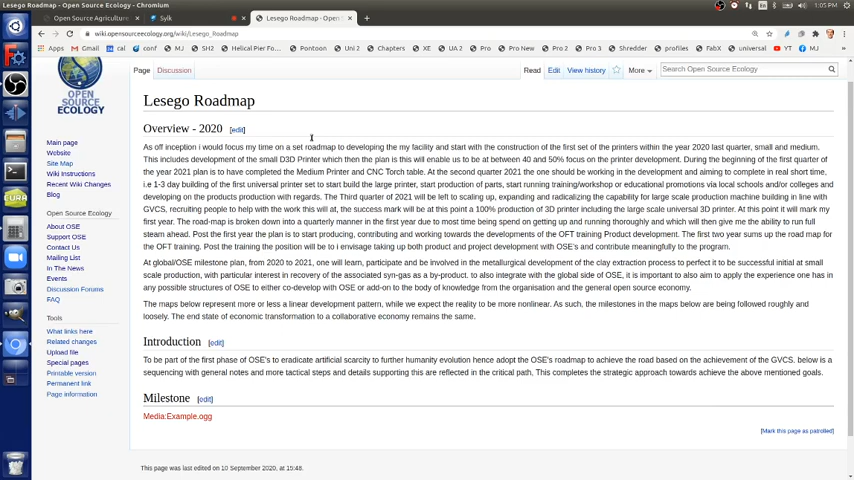 Lesego Roadmap - Open S - Chromium
1:05 PM
Open Source Agriculture
Sylk
Lesego Roadmap - Open S
wiki.opensourceecology.org/wiki/Lesego_Roadmap
Apps
Gmail
cal
MJ
SH2
Helical Pier Fo...
Pontoon
Uni 2
Chapters
XE
UA 2
Pro
Pro New
Pro 2
Pro 3
Shredder
profiles
FabX
universal
YT
MJ
OPEN
SOURCE
ECOLOGY
Page
Discussion
Read
Edit
View history
More
Search Open Source Ecology
Main page
Website
Site Map
Wiki Instructions
Recent Wiki Changes
Blog
Open Source Ecology
About OSE
Support OSE
Contact Us
Mailing List
In The News
Events
Discussion Forums
FAQ
Tools
What links here
Related changes
Upload file
Special pages
Printable version
Permanent link
Page information
Lesego Roadmap
Overview - 2020 [edit]
As off inception i would focus my time on a set roadmap to developing the my facility and start with the construction of the first set of the printers within the year 2020 last quarter, small and medium.
This includes development of the small D3D Printer which then the plan is this will enable us to be at between 40 and 50% focus on the printer development. During the beginning of the first quarter of
the year 2021 plan is to have completed the Medium Printer and CNC Torch table. At the second quarter 2021 the one should be working in the development and aiming to complete in real short time,
i.e 1-3 day building of the first universal printer set to start build the large printer, start production of parts, start running training/workshop or educational promotions via local schools and/or colleges and
developing on the products production with regards. The Third quarter of 2021 will be left to scaling up, expanding and radicalizing the capability for large scale production machine building in line with
GVCS, recruiting people to help with the work this will at, the success mark will be at this point a 100% production of 3D printer including the large scale universal 3D printer. At this point it will mark my
first year. The road-map is broken down into a quarterly manner in the first year due to most time being spend on getting up and running thoroughly and which will then give me the ability to run full
steam ahead. Post the first year the plan is to start producing, contributing and working towards the developments of the OFT training Product development. The first two year sums up the road map for
the OFT training. Post the training the position will be to i envisage taking up both product and project development with OSE's and contribute meaningfully to the program.
At global/OSE milestone plan, from 2020 to 2021, one will learn, participate and be involved in the metallurgical development of the clay extraction process to perfect it to be successful initial at small
scale production, with particular interest in recovery of the associated syn-gas as a by-product. to also integrate with the global side of OSE, it is important to also aim to apply the experience one has in
any possible structures of OSE to either co-develop with OSE or add-on to the body of knowledge from the organisation and the general open source economy.
The maps below represent more or less a linear development pattern, while we expect the reality to be more nonlinear. As such, the milestones in the maps below are being followed roughly and
loosely. The end state of economic transformation to a collaborative economy remains the same.
Introduction [edit]
To be part of the first phase of OSE's to eradicate artificial scarcity to further humanity evolution hence adopt the OSE's roadmap to achieve the road based on the achievement of the GVCS. below is a
sequencing with general notes and more tactical steps and details supporting this are reflected in the critical path, This completes the strategic approach towards achieve the above mentioned goals.
Milestone [edit]
Media:Example.ogg
[Mark this page as patrolled]
This page was last edited on 10 September 2020, at 15:48.